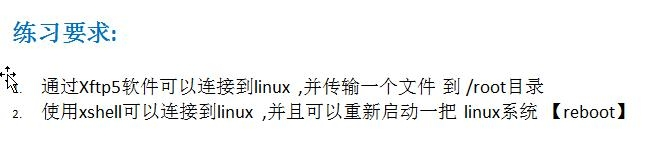 练习要求:
1. 通过Xftp5软件可以连接到linux ,并传输一个文件 到 /root目录
2. 使用xshell可以连接到linux ,并且可以重新启动一把 linux系统 【reboot】